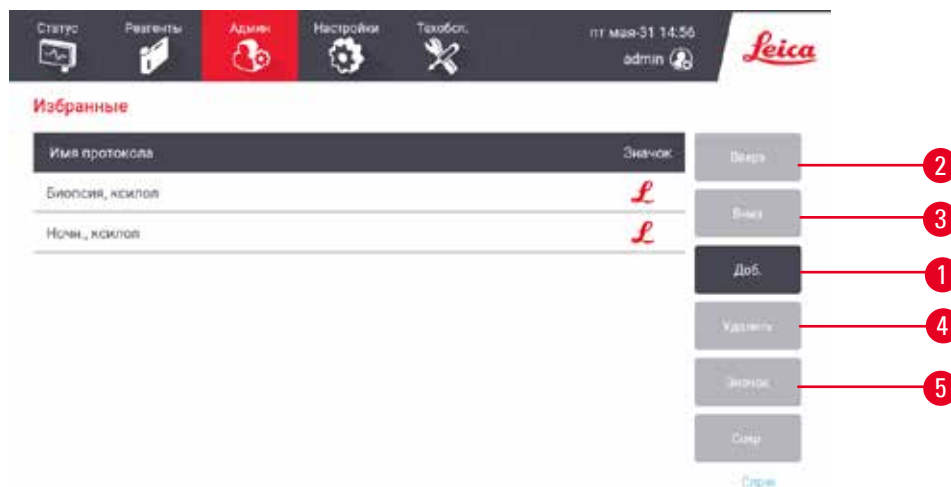 Статус Реагенты Админ Настройки Техобсл. пт мая-31 14:56
admin
Leica
Избранные
Имя протокола Значок
Биопсия, ксилол L
Ночн., ксилол L
Вверх 2
Вниз 3
Доб. 1
Удалить 4
Значок 5
Сохр
Справ